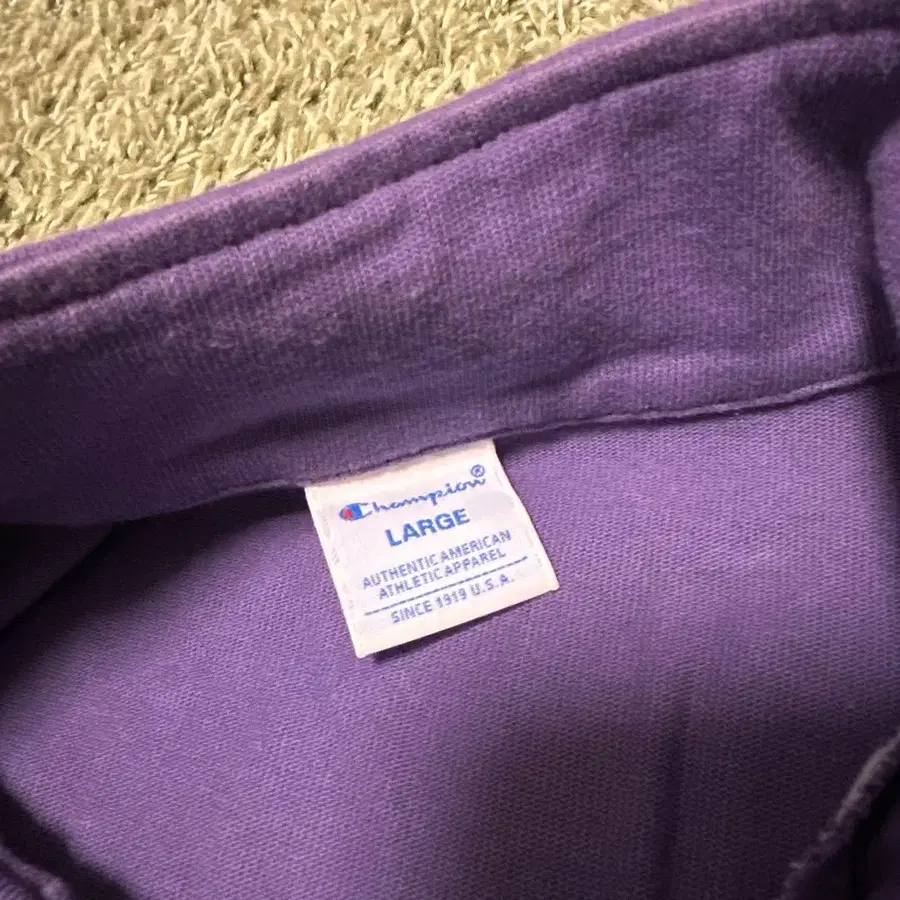 Champion®
LARGE
AUTHENTIC AMERICAN
ATHLETIC APPAREL
SINCE 1919 U.S.A.